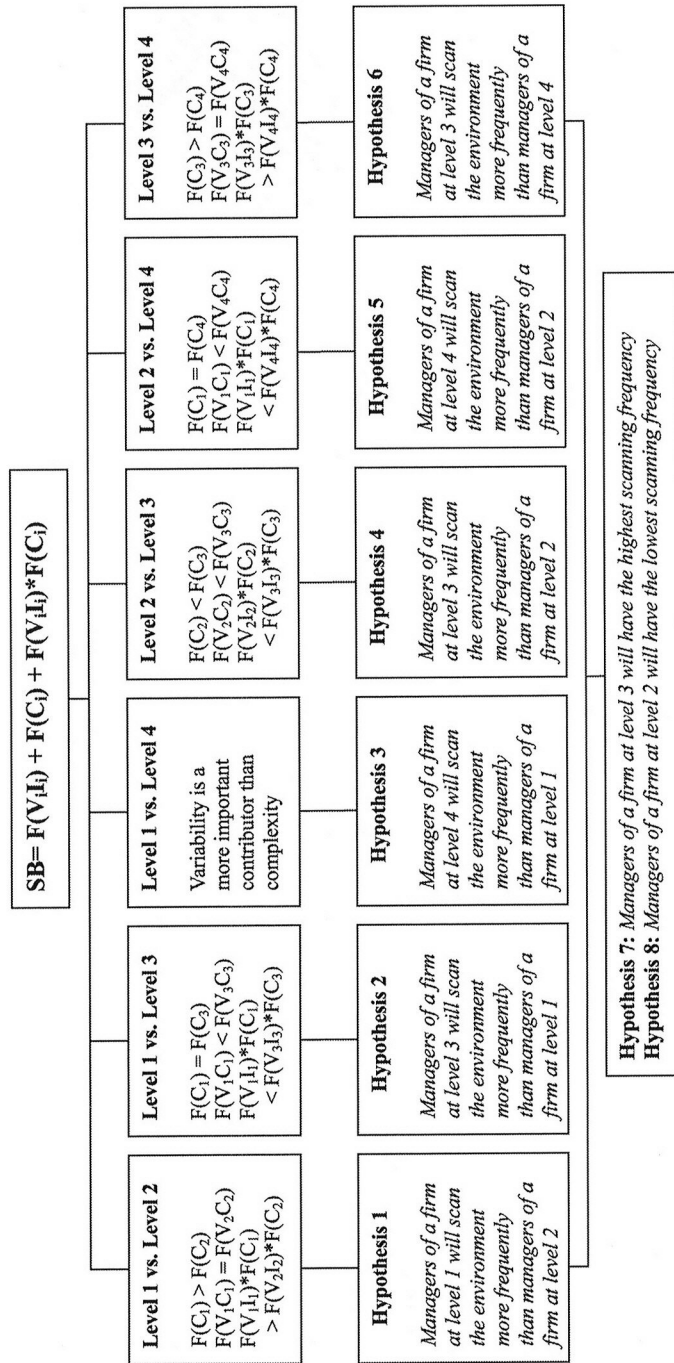 SB= F(VᵢIᵢ) + F(Cᵢ) + F(VᵢIᵢ)*F(Cᵢ)
Level 1 vs. Level 2
F(C₁) > F(C₂)
F(V₁C₁) = F(V₂C₂)
F(V₁I₁)*F(C₁)
> F(V₂I₂)*F(C₂)
Level 1 vs. Level 3
F(C₁) = F(C₃)
F(V₁C₁) < F(V₃C₃)
F(V₁I₁)*F(C₁)
< F(V₃I₃)*F(C₃)
Level 1 vs. Level 4
Variability is a
more important
contributor than
complexity
Level 2 vs. Level 3
F(C₂) < F(C₃)
F(V₂C₂) < F(V₃C₃)
F(V₂I₂)*F(C₂)
< F(V₃I₃)*F(C₃)
Level 2 vs. Level 4
F(C₁) = F(C₄)
F(V₁C₁) < F(V₄C₄)
F(V₁I₁)*F(C₁)
< F(V₄I₄)*F(C₄)
Level 3 vs. Level 4
F(C₃) > F(C₄)
F(V₃C₃) = F(V₄C₄)
F(V₃I₃)*F(C₃)
> F(V₄I₄)*F(C₄)
Hypothesis 1
Managers of a firm
at level 1 will scan
the environment
more frequently
than managers of a
firm at level 2
Hypothesis 2
Managers of a firm
at level 3 will scan
the environment
more frequently
than managers of a
firm at level 1
Hypothesis 3
Managers of a firm
at level 4 will scan
the environment
more frequently
than managers of a
firm at level 1
Hypothesis 4
Managers of a firm
at level 3 will scan
the environment
more frequently
than managers of a
firm at level 2
Hypothesis 5
Managers of a firm
at level 4 will scan
the environment
more frequently
than managers of a
firm at level 2
Hypothesis 6
Managers of a firm
at level 3 will scan
the environment
more frequently
than managers of a
firm at level 4
Hypothesis 7: Managers of a firm at level 3 will have the highest scanning frequency
Hypothesis 8: Managers of a firm at level 2 will have the lowest scanning frequency